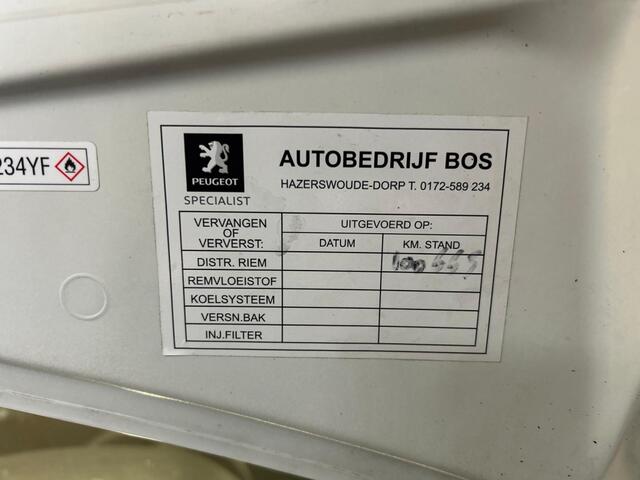 234YF
PEUGEOT
SPECIALIST
AUTOBEDRIJF BOS
HAZERSWOUDE-DORP T. 0172-589 234
VERVANGEN
OF
VERVERST:
UITGEVOERD OP:
DATUM
KM. STAND
DISTR. RIEM
REMVLOEISTOF
KOELSYSTEEM
VERSN.BAK
INJ.FILTER